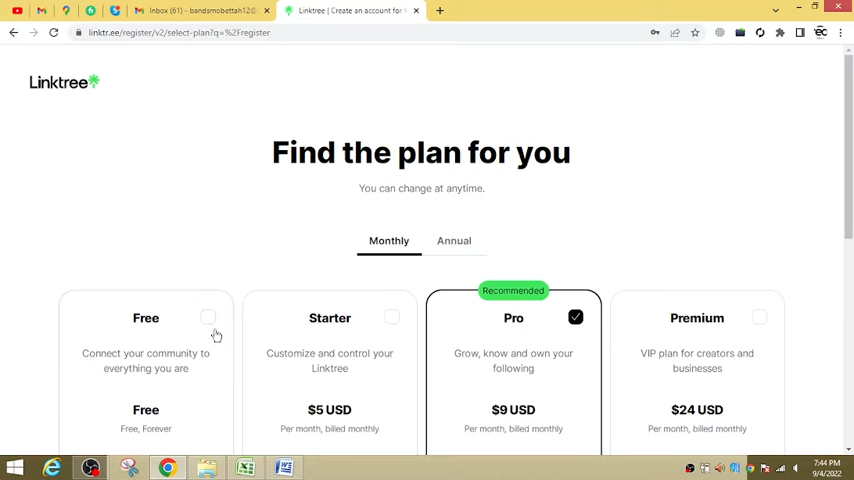 Inbox (61) - bandsmobettah12@
Linktree | Create an account for f
linktr.ee/register/v2/select-plan?q=%2Fregister
Linktree
Find the plan for you
You can change at anytime.
Monthly
Annual
Recommended
Free
Starter
Pro
Premium
Connect your community to
everything you are
Customize and control your
Linktree
Grow, know and own your
following
VIP plan for creators and
businesses
Free
$5 USD
$9 USD
$24 USD
Free, Forever
Per month, billed monthly
Per month, billed monthly
Per month, billed monthly
7:44 PM
9/4/2022